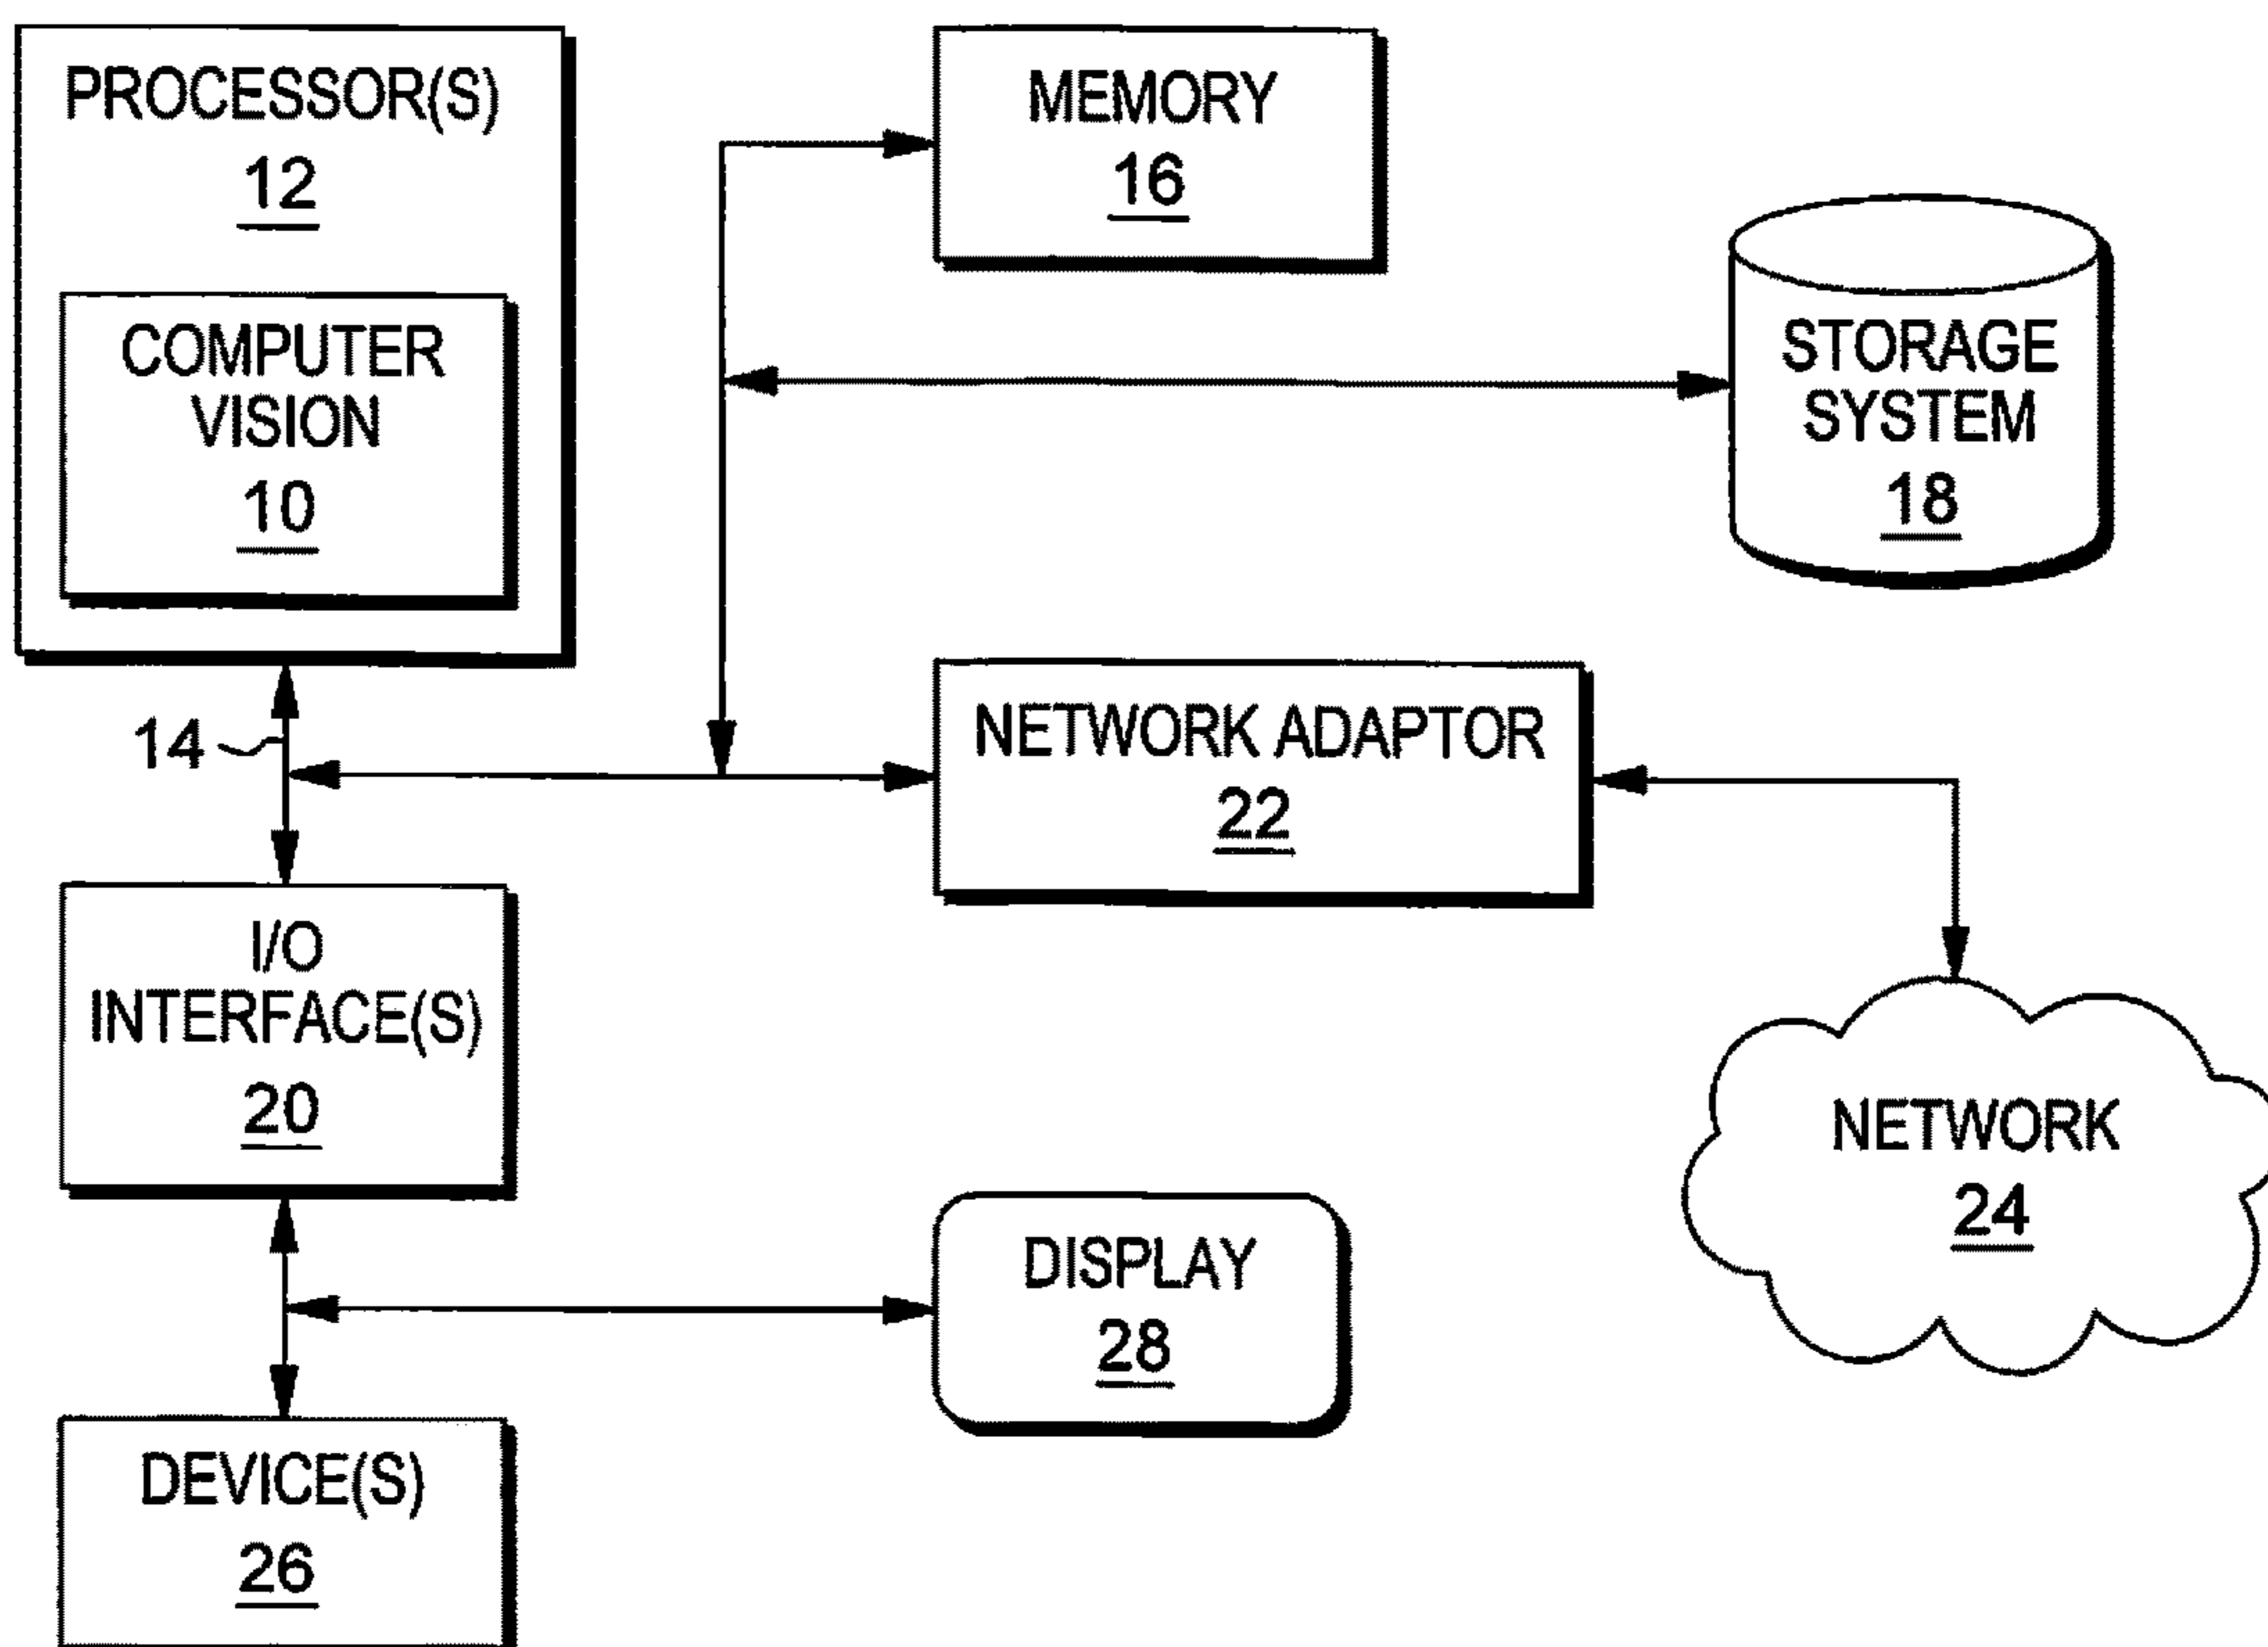 PROCESSOR(S)
12
COMPUTER
VISION
10
14
MEMORY
16
STORAGE
SYSTEM
18
NETWORK ADAPTOR
22
I/O
INTERFACE(S)
20
NETWORK
24
DISPLAY
28
DEVICE(S)
26